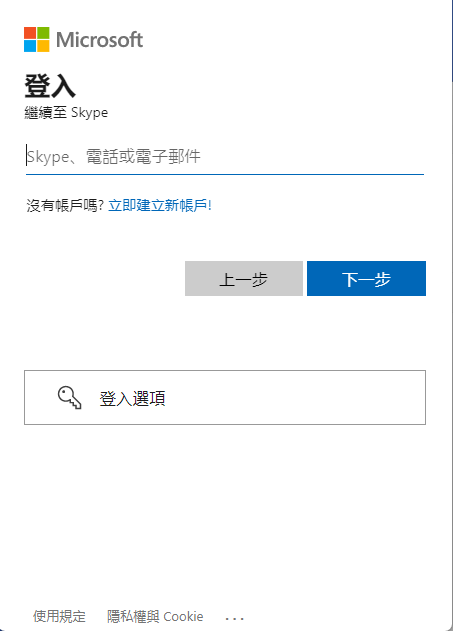 Microsoft
登入
繼續至 Skype
Skype、電話或電子郵件
沒有帳戶嗎? 立即建立新帳戶!
上一步 下一步
登入選項
使用規定 隱私權與 Cookie ...